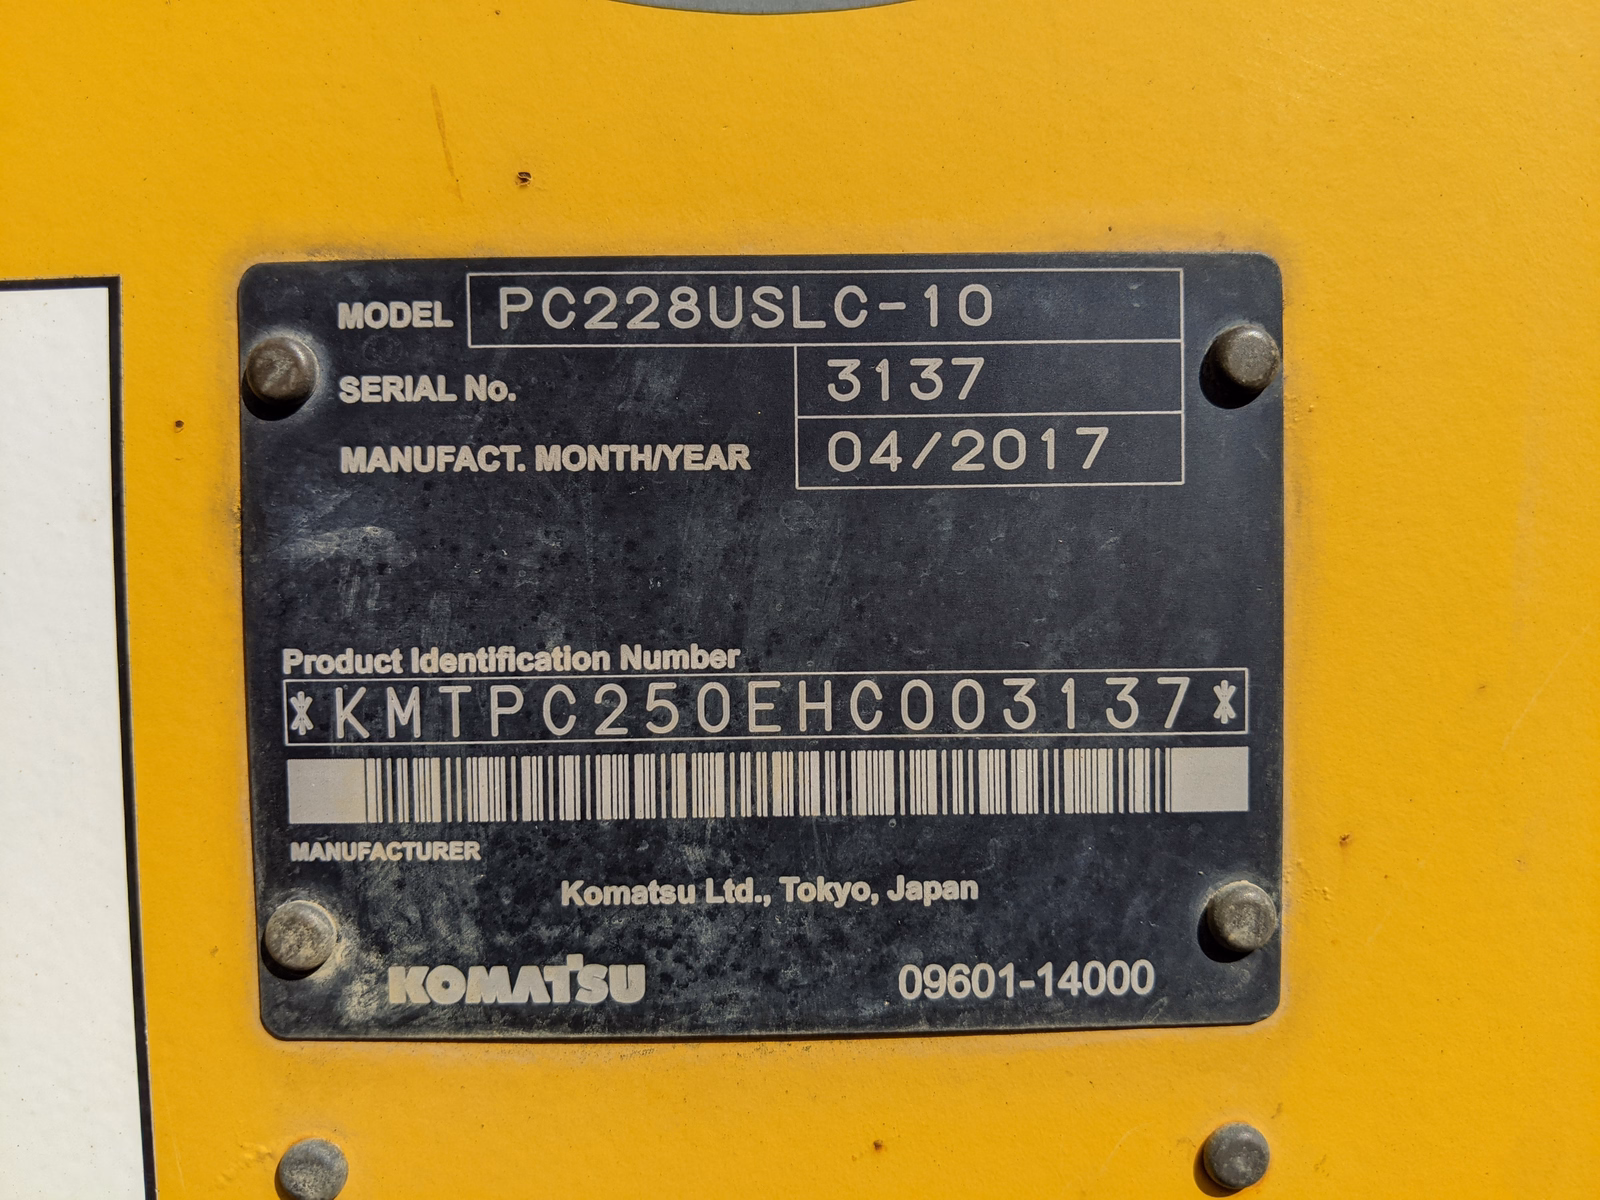 MODEL PC228USLC-10
SERIAL No. 3137
MANUFACT. MONTH/YEAR 04/2017
Product Identification Number
*KMTPC250EHC003137*
MANUFACTURER
Komatsu Ltd., Tokyo, Japan
KOMATSU 09601-14000